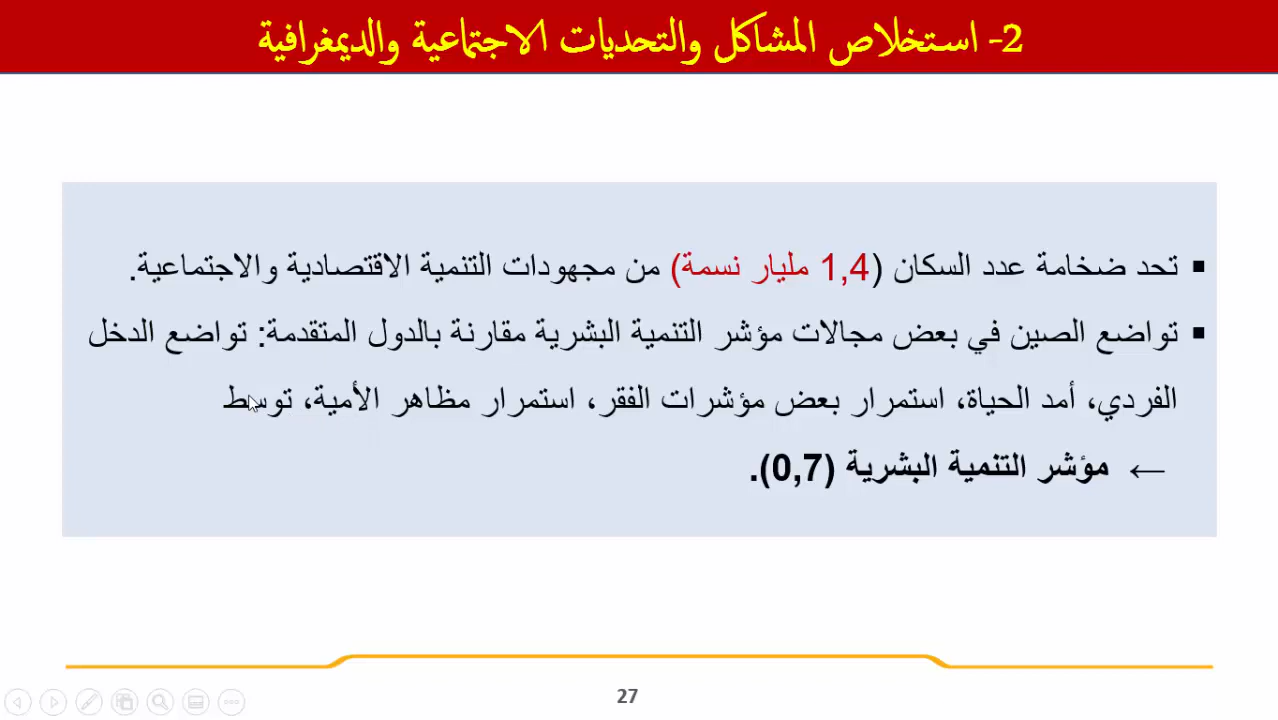 2- استخلاص المشاكل والتحديات الاجتماعية والديمغرافية
▪ تحد ضخامة عدد السكان (1,4 مليار نسمة) من مجهودات التنمية الاقتصادية والاجتماعية.
▪ تواضع الصين في بعض مجالات مؤشر التنمية البشرية مقارنة بالدول المتقدمة: تواضع الدخل
الفردي، أمد الحياة، استمرار بعض مؤشرات الفقر، استمرار مظاهر الأمية، توسط
← مؤشر التنمية البشرية (0,7).
27